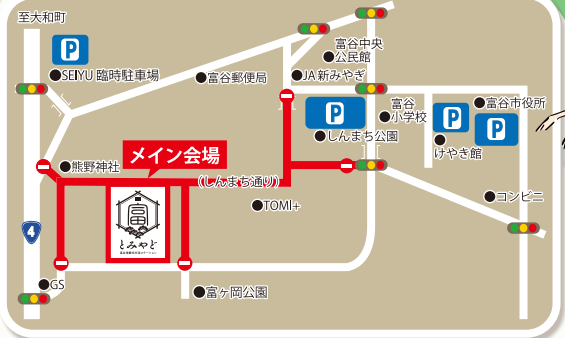 至大和町
P
●SEIYU 臨時駐車場
●富谷郵便局
富谷中央
●公民館
●JA新みやぎ
P
●しんまち公園
富谷
●小学校
P
●
けやき館
●富谷市役所
P
●熊野神社
メイン会場
(しんまち通り)
富
とみやど
●TOMI+
●コンビニ
4
●GS
●富ヶ岡公園